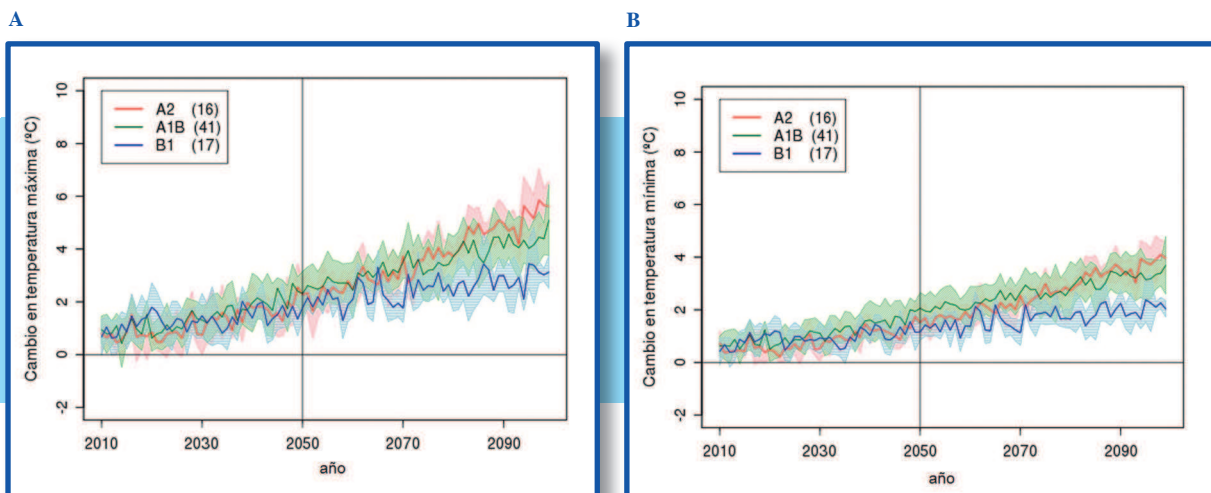 A
Cambio en temperatura máxima (ºC)
10
8
6
4
2
0
-2
A2 (16)
A1B (41)
B1 (17)
2010 2030 2050 2070 2090
año
B
Cambio en temperatura mínima (ºC)
10
8
6
4
2
0
-2
A2 (16)
A1B (41)
B1 (17)
2010 2030 2050 2070 2090
año